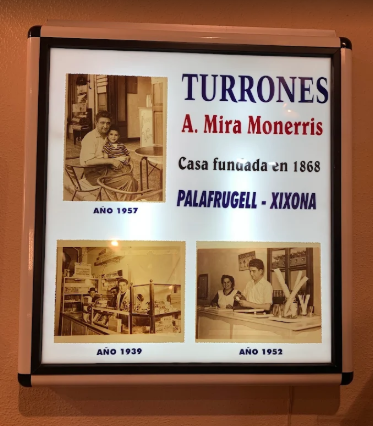 TURRONES
A. Mira Monerris
Casa fundada en 1868
PALAFRUGELL - XIXONA
AÑO 1957
AÑO 1939
AÑO 1952